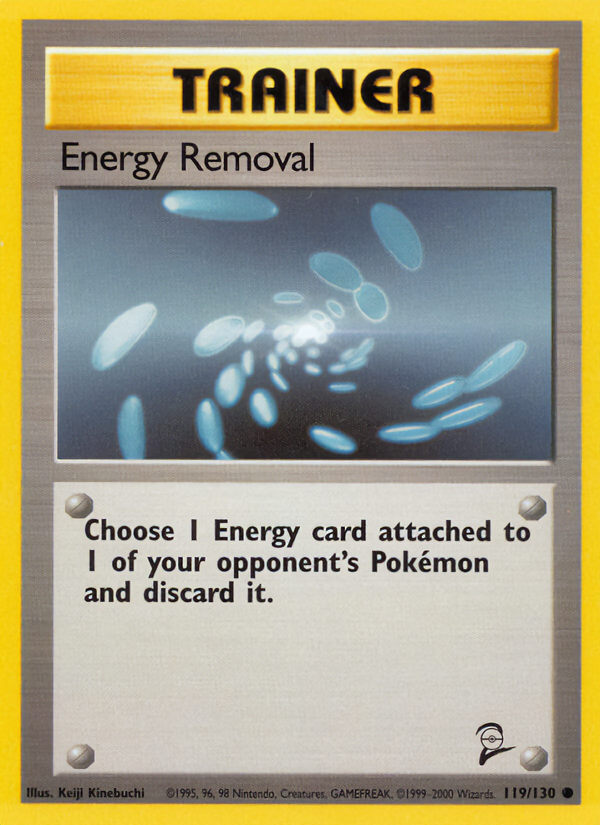 TRAINER
Energy Removal
Choose 1 Energy card attached to
1 of your opponent's Pokémon
and discard it.
Illus. Keiji Kinebuchi ©1995, 96, 98 Nintendo, Creatures, GAMEFREAK. ©1999-2000 Wizards. 119/130